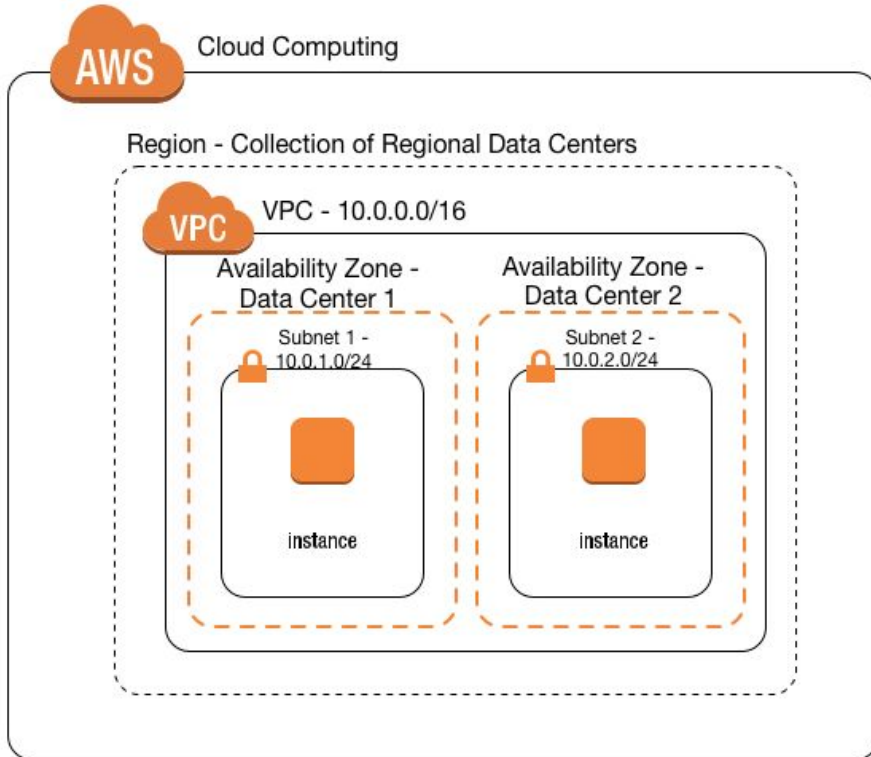 AWS
Cloud Computing
Region - Collection of Regional Data Centers
VPC
VPC - 10.0.0.0/16
Availability Zone -
Data Center 1
Subnet 1 -
10.0.1.0/24
instance
Availability Zone -
Data Center 2
Subnet 2 -
10.0.2.0/24
instance